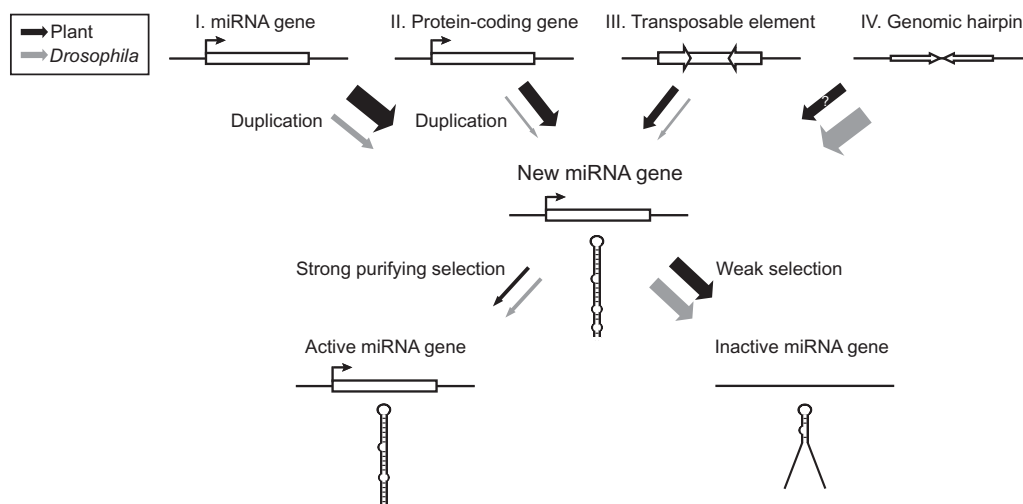 Plant
Drosophila
I. miRNA gene
II. Protein-coding gene
III. Transposable element
IV. Genomic hairpin
Duplication
Duplication
?
New miRNA gene
Strong purifying selection
Weak selection
Active miRNA gene
Inactive miRNA gene